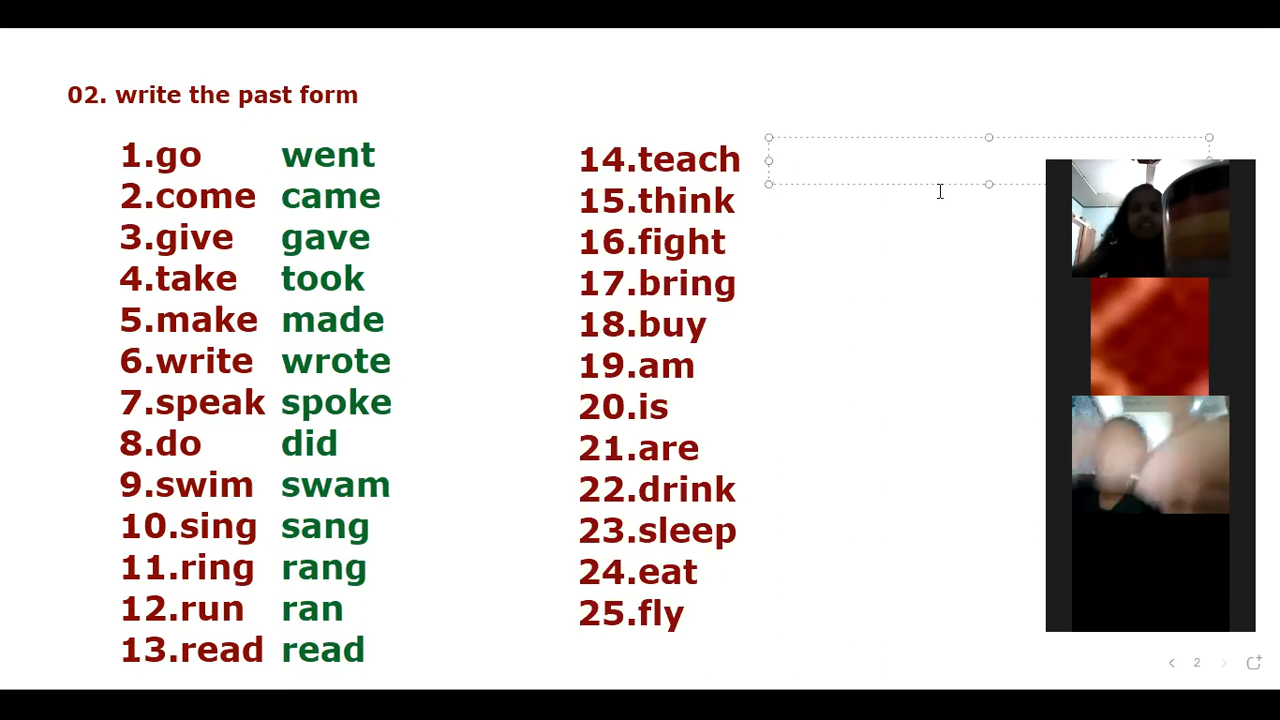 02. write the past form
1.go went
2.come came
3.give gave
4.take took
5.make made
6.write wrote
7.speak spoke
8.do did
9.swim swam
10.sing sang
11.ring rang
12.run ran
13.read read
14.teach
15.think
16.fight
17.bring
18.buy
19.am
20.is
21.are
22.drink
23.sleep
24.eat
25.fly
2